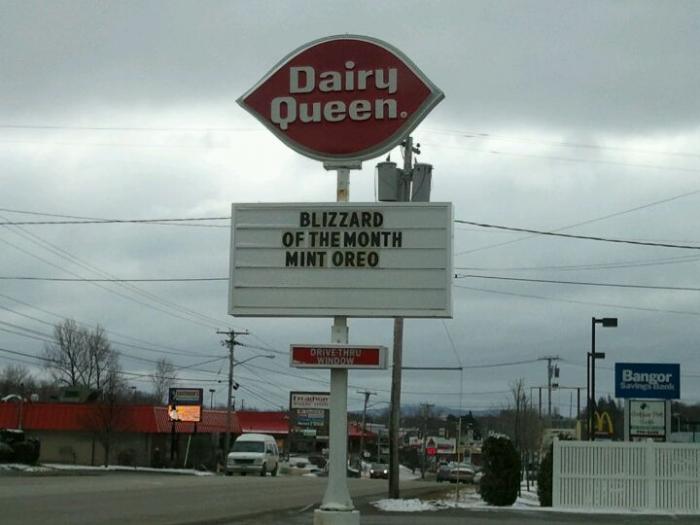 Dairy
Queen
BLIZZARD
OF THE MONTH
MINT OREO
DRIVE-THRU
WINDOW
Bangor
Savings Bank